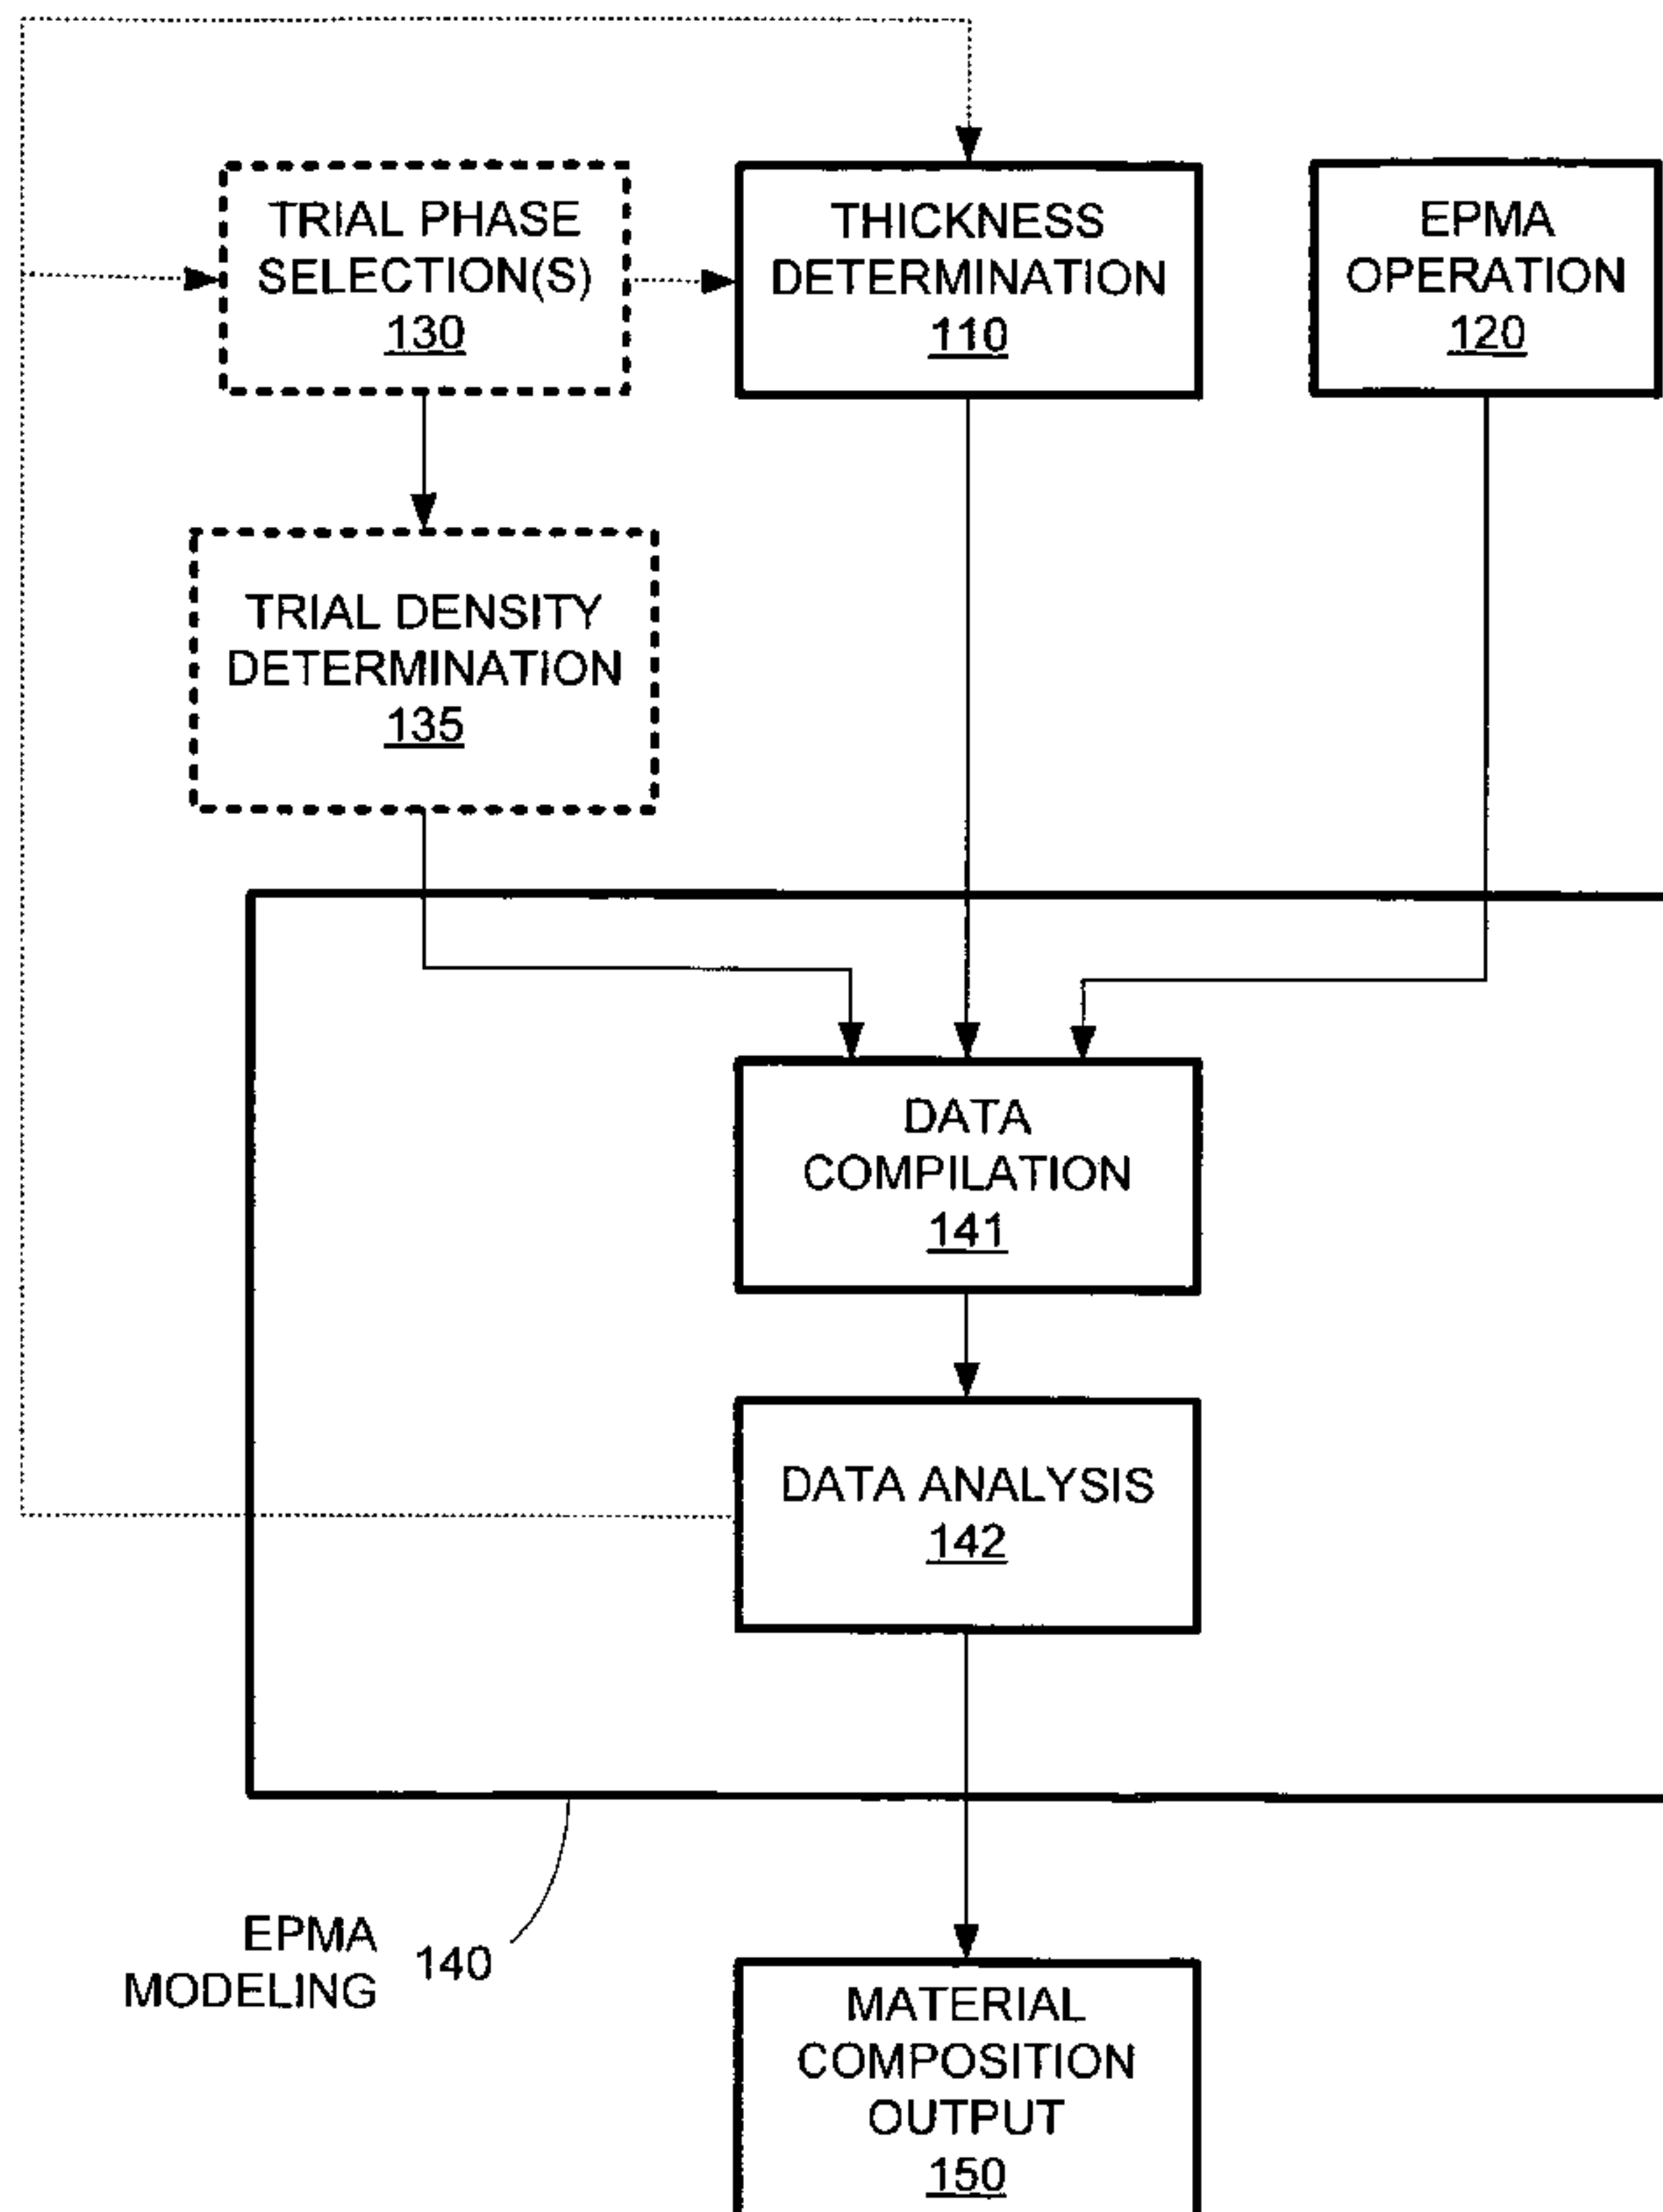 TRIAL PHASE
SELECTION(S)
130
THICKNESS
DETERMINATION
110
EPMA
OPERATION
120
TRIAL DENSITY
DETERMINATION
135
DATA
COMPILATION
141
DATA ANALYSIS
142
EPMA
MODELING
140
MATERIAL
COMPOSITION
OUTPUT
150